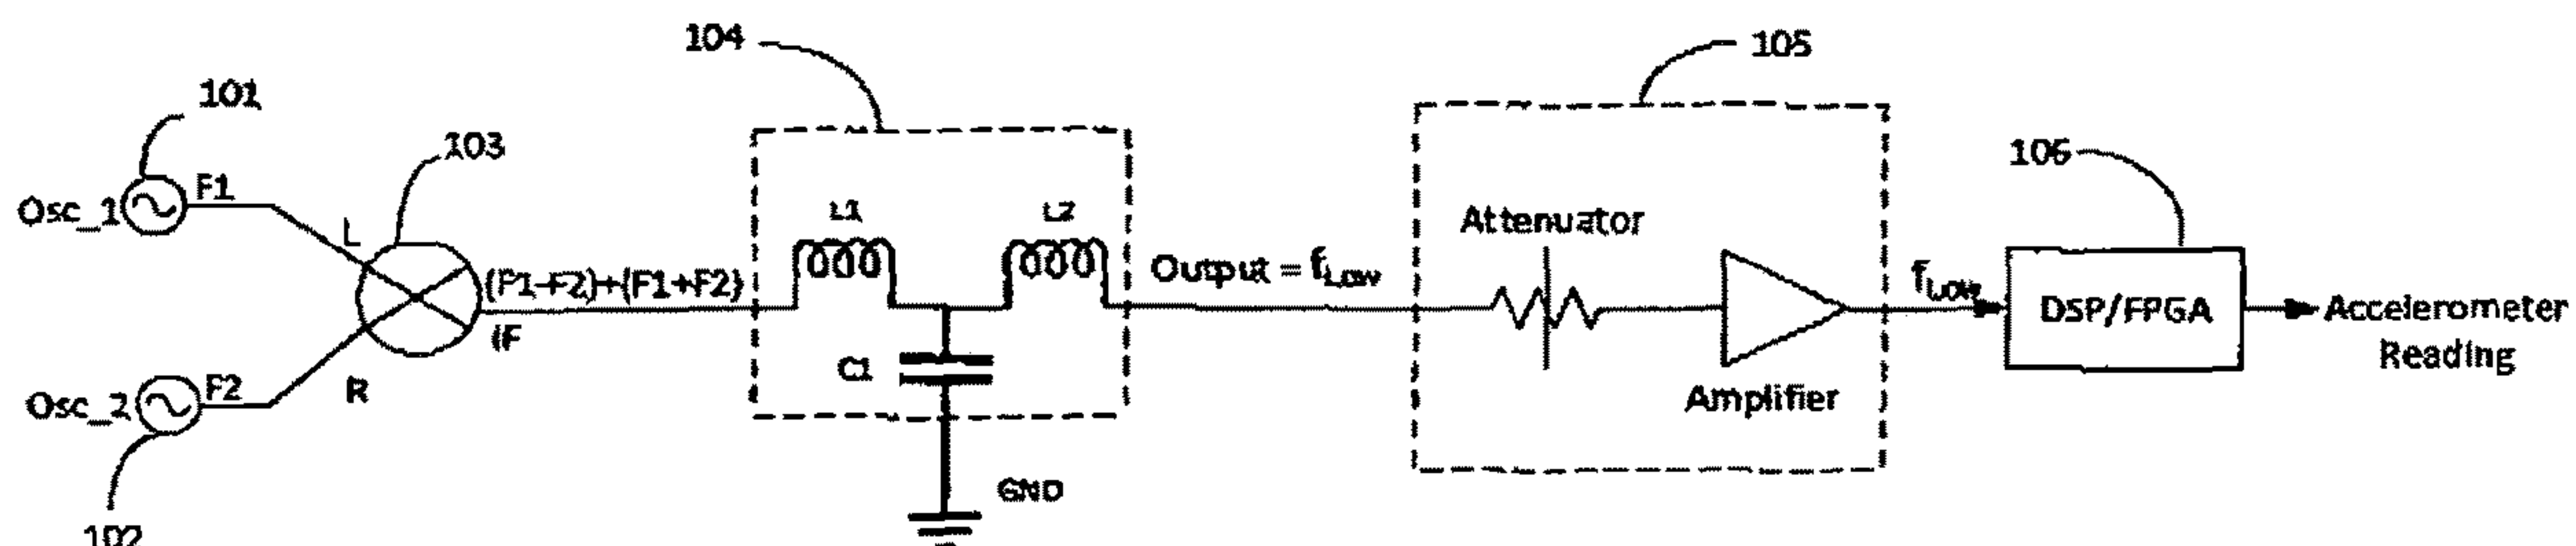 104
105
101
103
106
Osc_1
F1
L
L1
L2
Attenuator
(F1-F2)+(F1+F2)
IF
Output = fLow
fLow
DSP/FPGA
Accelerometer
Reading
C1
Osc_2
F2
R
Amplifier
GND
102